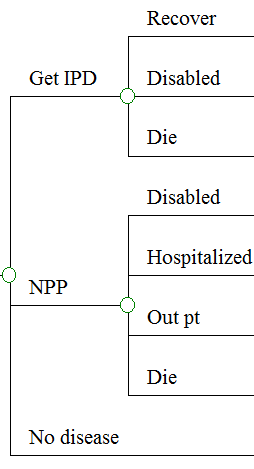 Recover
Get IPD
Disabled
Die
Disabled
Hospitalized
NPP
Out pt
Die
No disease